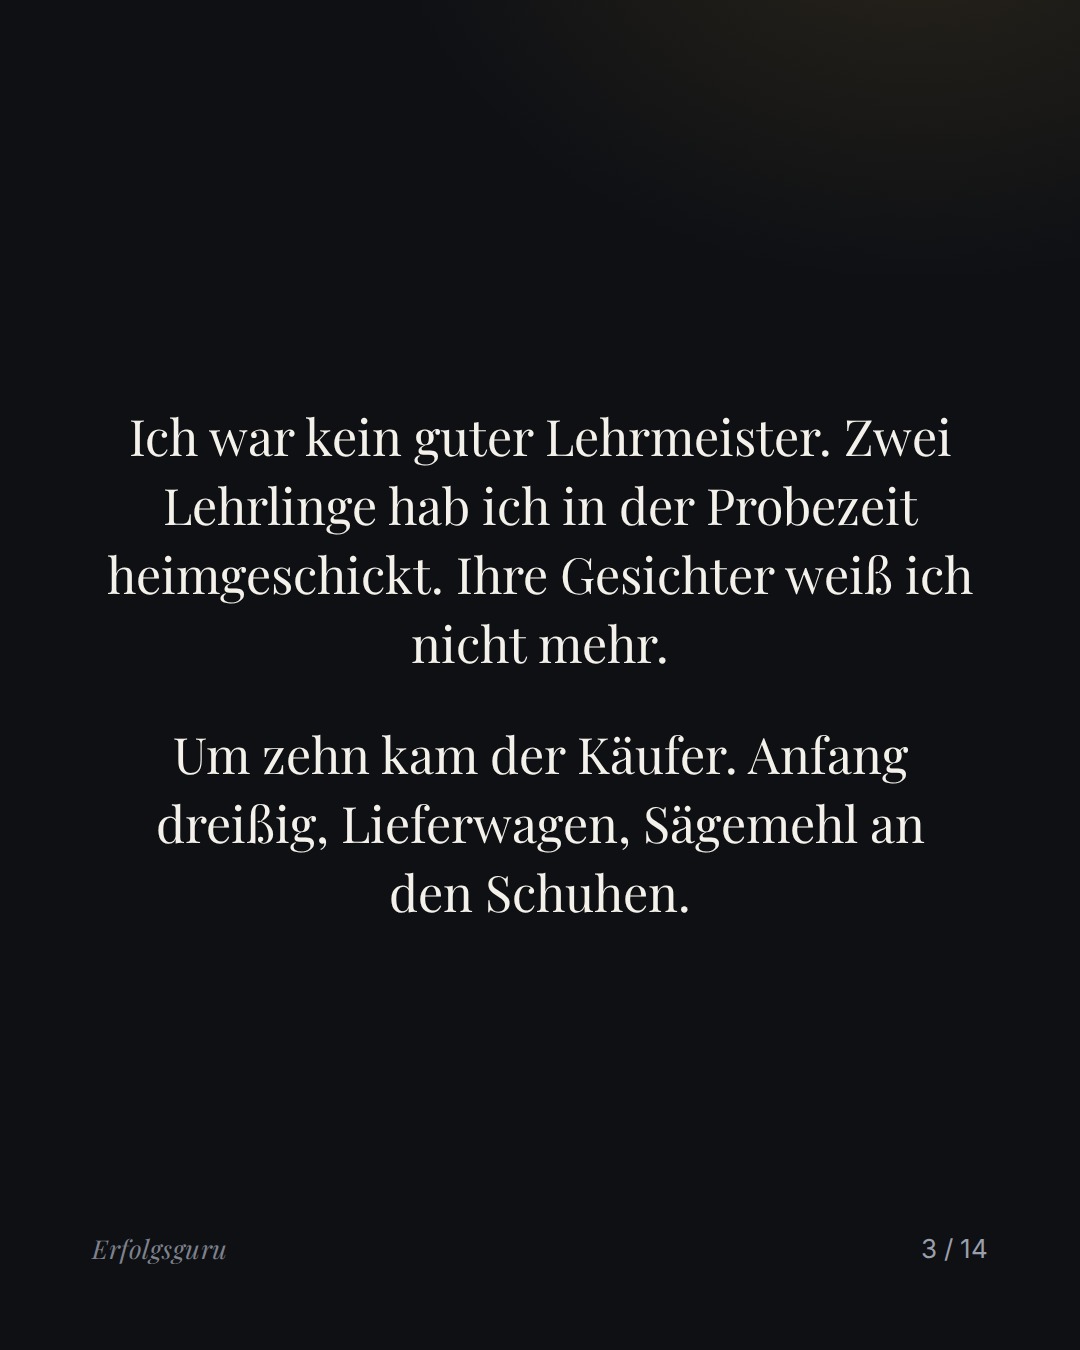 Ich war kein guter Lehrmeister. Zwei
Lehrlinge hab ich in der Probezeit
heimgeschickt. Ihre Gesichter weiß ich
nicht mehr.
Um zehn kam der Käufer. Anfang
dreißig, Lieferwagen, Sägemehl an
den Schuhen.
Erfolgsguru
3 / 14